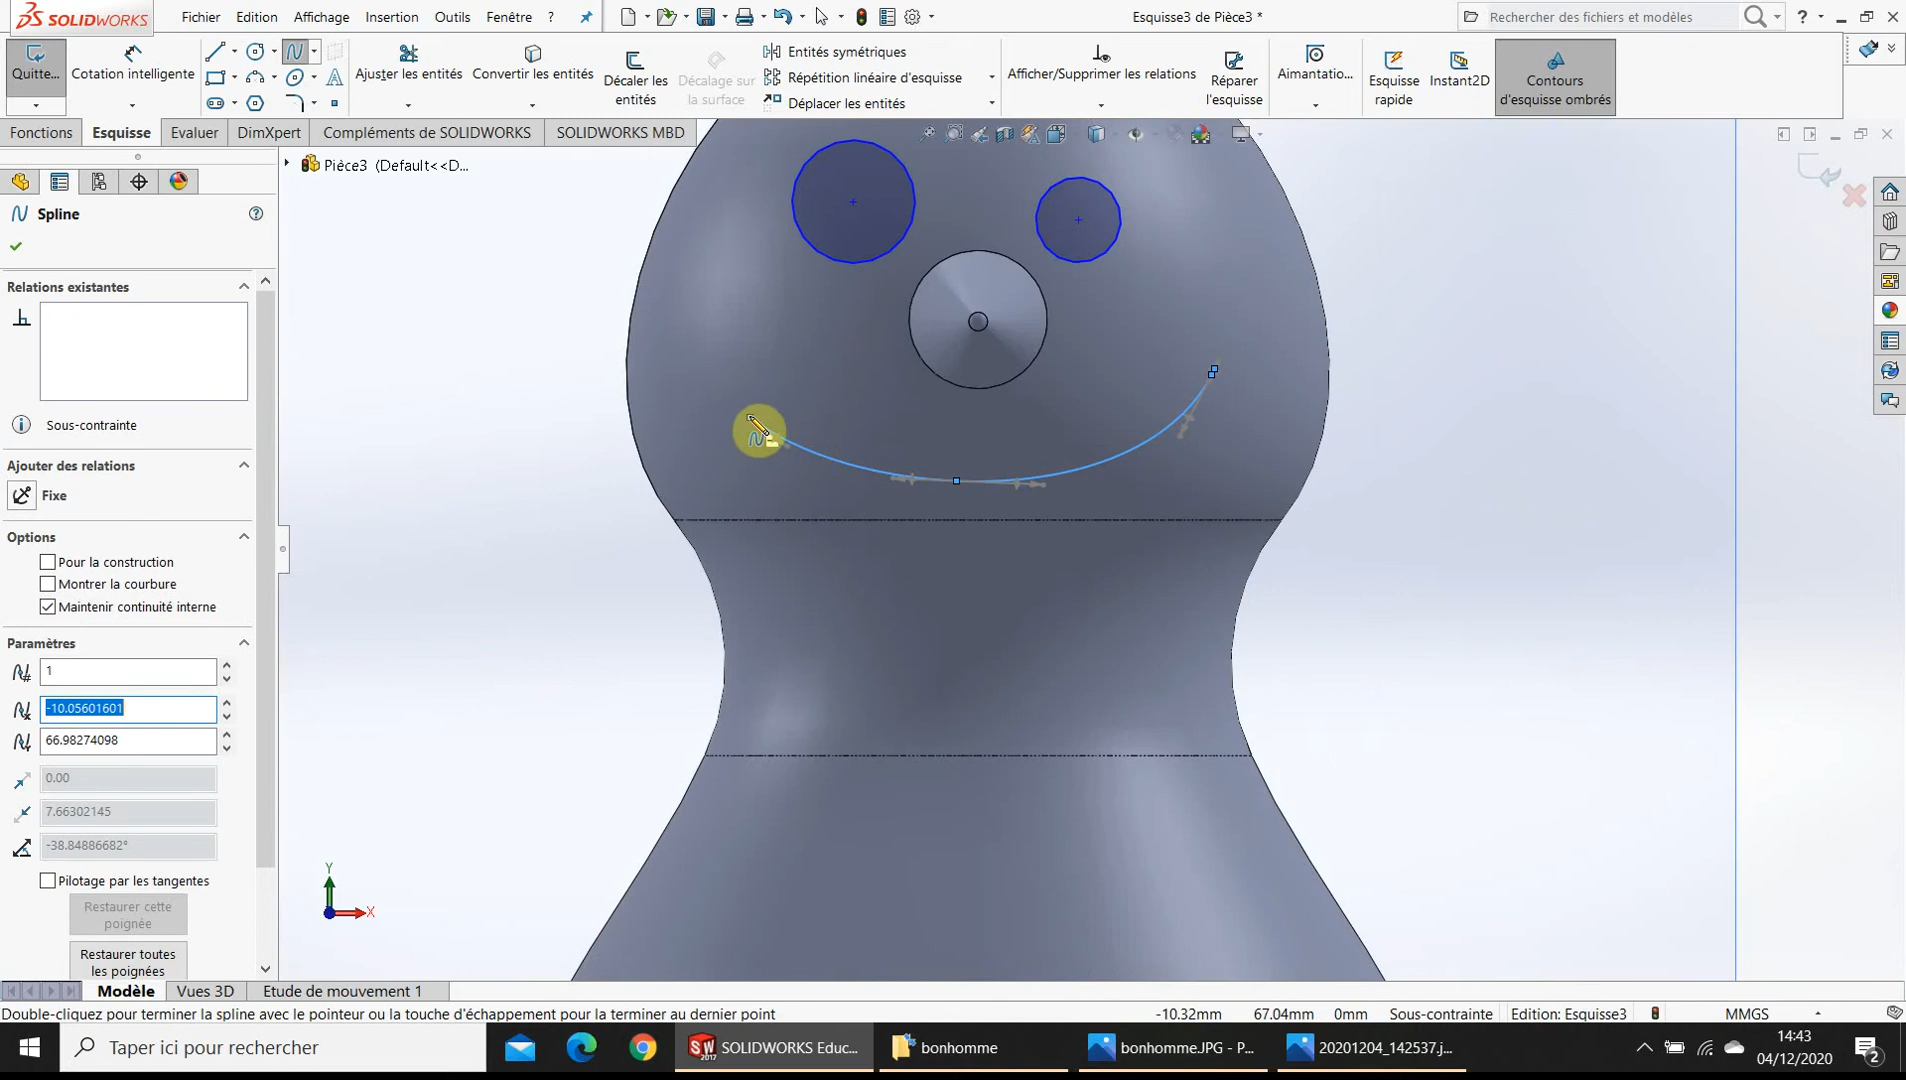 SOLIDWORKS
Fichier
Edition
Affichage
Insertion
Outils
Fenêtre
?
Esquisse3 de Pièce3 *
Rechercher des fichiers et modèles
?
Quitte...
Cotation intelligente
Ajuster les entités
Convertir les entités
Décaler les
entités
Décalage sur
la surface
Entités symétriques
Répétition linéaire d'esquisse
Déplacer les entités
Afficher/Supprimer les relations
Réparer
l'esquisse
Aimantatio...
Esquisse
rapide
Instant2D
Contours
d'esquisse ombrés
Fonctions
Esquisse
Evaluer
DimXpert
Compléments de SOLIDWORKS
SOLIDWORKS MBD
Pièce3 (Default<<D...
Spline
Relations existantes
Sous-contrainte
Ajouter des relations
Fixe
Options
Pour la construction
Montrer la courbure
Maintenir continuité interne
Paramètres
1
-10.05601601
66.98274098
0.00
7.66302145
-38.84886682°
Pilotage par les tangentes
Restaurer cette
poignée
Restaurer toutes
les poignées
Y
X
Modèle
Vues 3D
Etude de mouvement 1
Double-cliquez pour terminer la spline avec le pointeur ou la touche d'échappement pour la terminer au dernier point
-10.32mm
67.04mm
0mm
Sous-contrainte
Edition: Esquisse3
MMGS
Taper ici pour rechercher
SW
2017
SOLIDWORKS Educ...
bonhomme
bonhomme.JPG - P...
20201204_142537.j...
14:43
04/12/2020
2